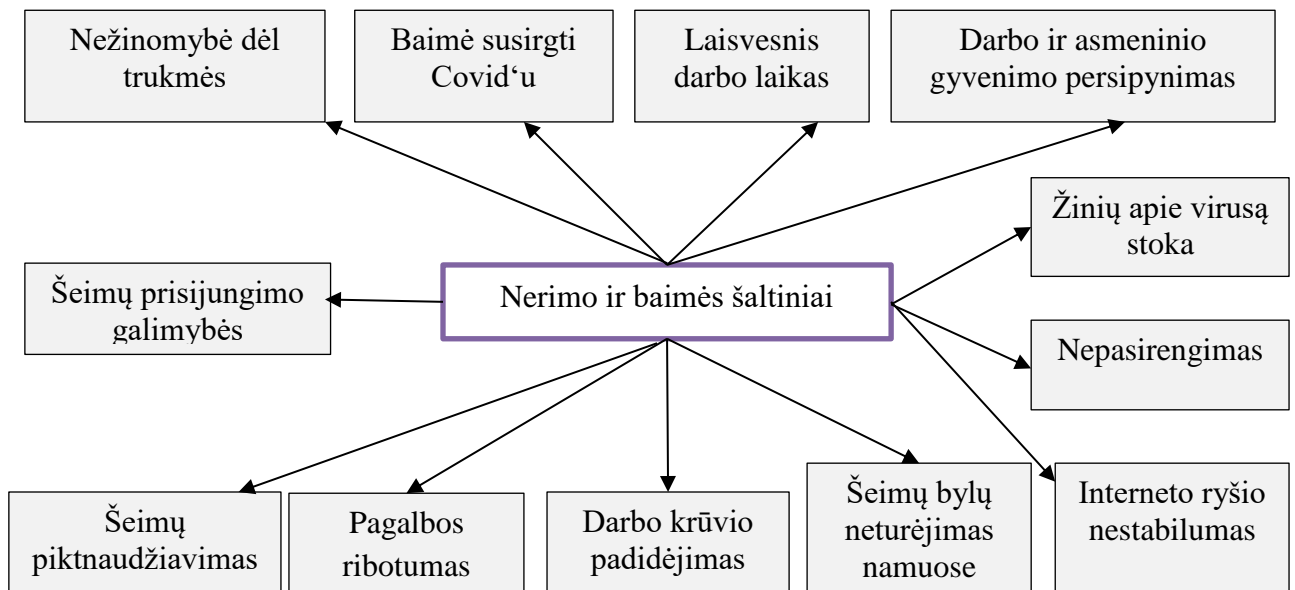 Nežinomybė dėl
trukmės
Baimė susirgti
Covid‘u
Laisvesnis
darbo laikas
Darbo ir asmeninio
gyvenimo persipynimas
Žinių apie virusą
stoka
Šeimų prisijungimo
galimybės
Nerimo ir baimės šaltiniai
Nepasirengimas
Šeimų
piktnaudžiavimas
Pagalbos
ribotumas
Darbo krūvio
padidėjimas
Šeimų bylų
neturėjimas
namuose
Interneto ryšio
nestabilumas